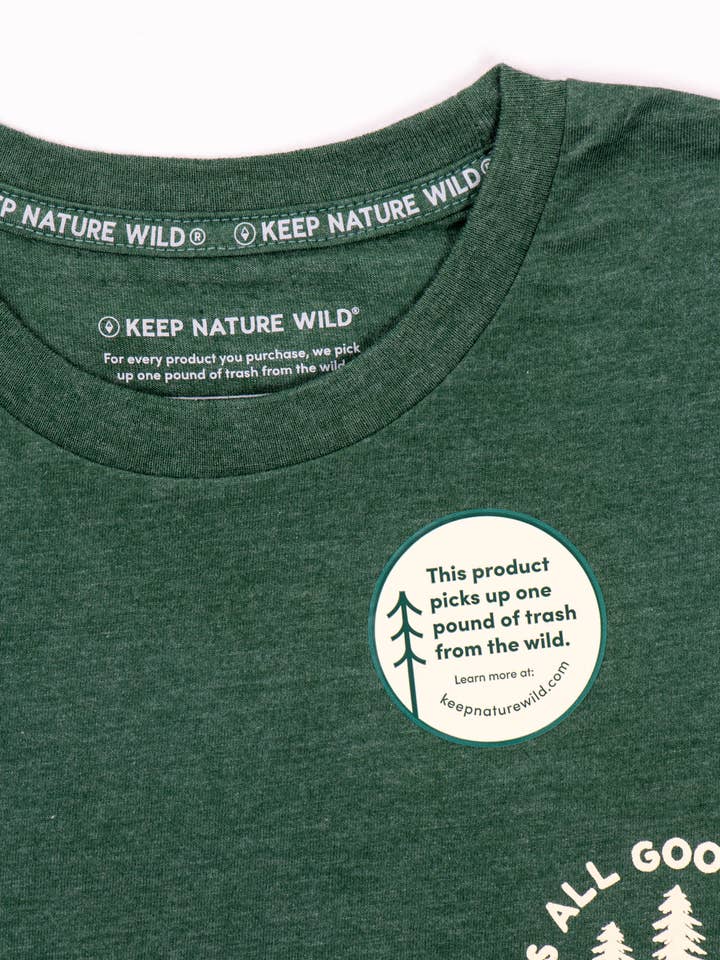 P NATURE WILD® KEEP NATURE WILD®
KEEP NATURE WILD®
For every product you purchase, we pick
up one pound of trash from the wild
This product
picks up one
pound of trash
from the wild.
Learn more at:
keepnaturewild.com
S ALL GOO